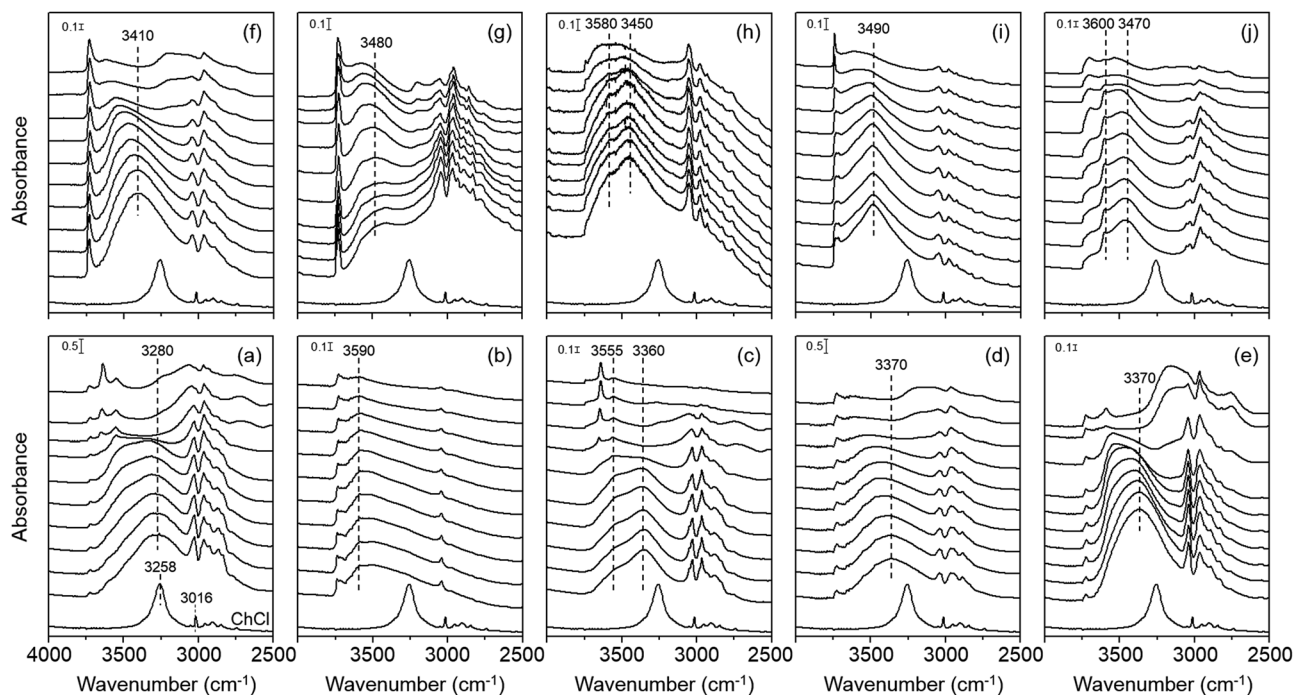 0.1 3410 (f)
0.1 3480 (g)
0.1 3580 3450 (h)
0.1 3490 (i)
0.1 3600 3470 (j)
Absorbance
0.5 3280 (a)
0.1 3590 (b)
0.1 3555 3360 (c)
0.5 3370 (d)
0.1 3370 (e)
Absorbance
3258
3016
ChCl
4000 3500 3000 2500
3500 3000 2500
3500 3000 2500
3500 3000 2500
3500 3000 2500
Wavenumber (cm⁻¹)
Wavenumber (cm⁻¹)
Wavenumber (cm⁻¹)
Wavenumber (cm⁻¹)
Wavenumber (cm⁻¹)